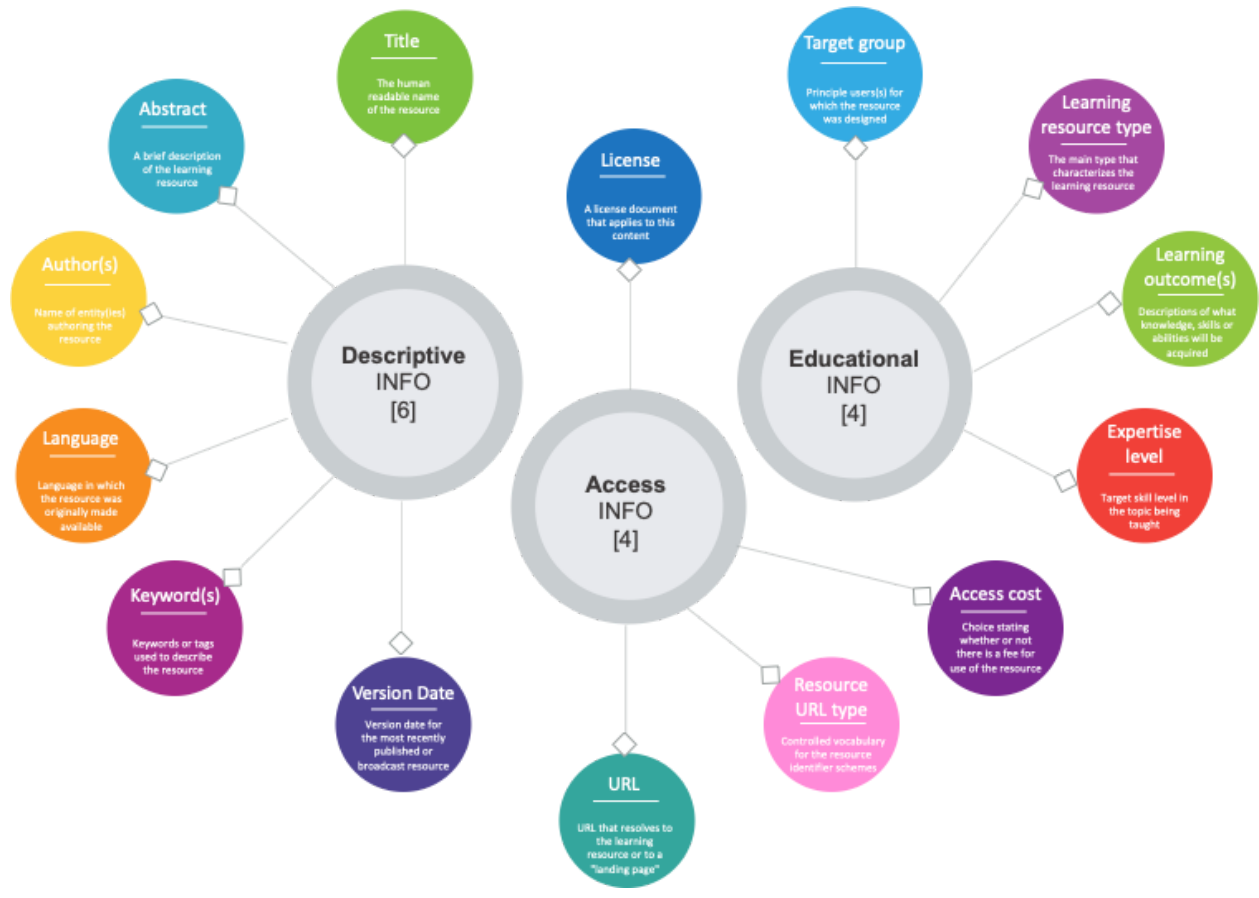 Title
The human
readable name
of the resource
Abstract
A brief description
of the learning
resource
Author(s)
Name of entity(ies)
authoring the
resource
Language
Language in which
the resource was
originally made
available
Keyword(s)
Keywords or tags
used to describe
the resource
Version Date
Version date for
the most recently
published or
broadcast resource
Descriptive
INFO
[6]
License
A license document
that applies to this
content
Access
INFO
[4]
URL
URL that resolves to
the learning
resource or to a
"landing page"
Resource
URL type
Controlled vocabulary
for the resource
identifier schemes
Access cost
Choice stating
whether or not
there is a fee for
use of the resource
Target group
Principle users(s) for
which the resource
was designed
Educational
INFO
[4]
Learning
resource type
The main type that
characterizes the
learning resource
Learning
outcome(s)
Descriptions of what
knowledge, skills or
abilities will be
acquired
Expertise
level
Target skill level in
the topic being
taught